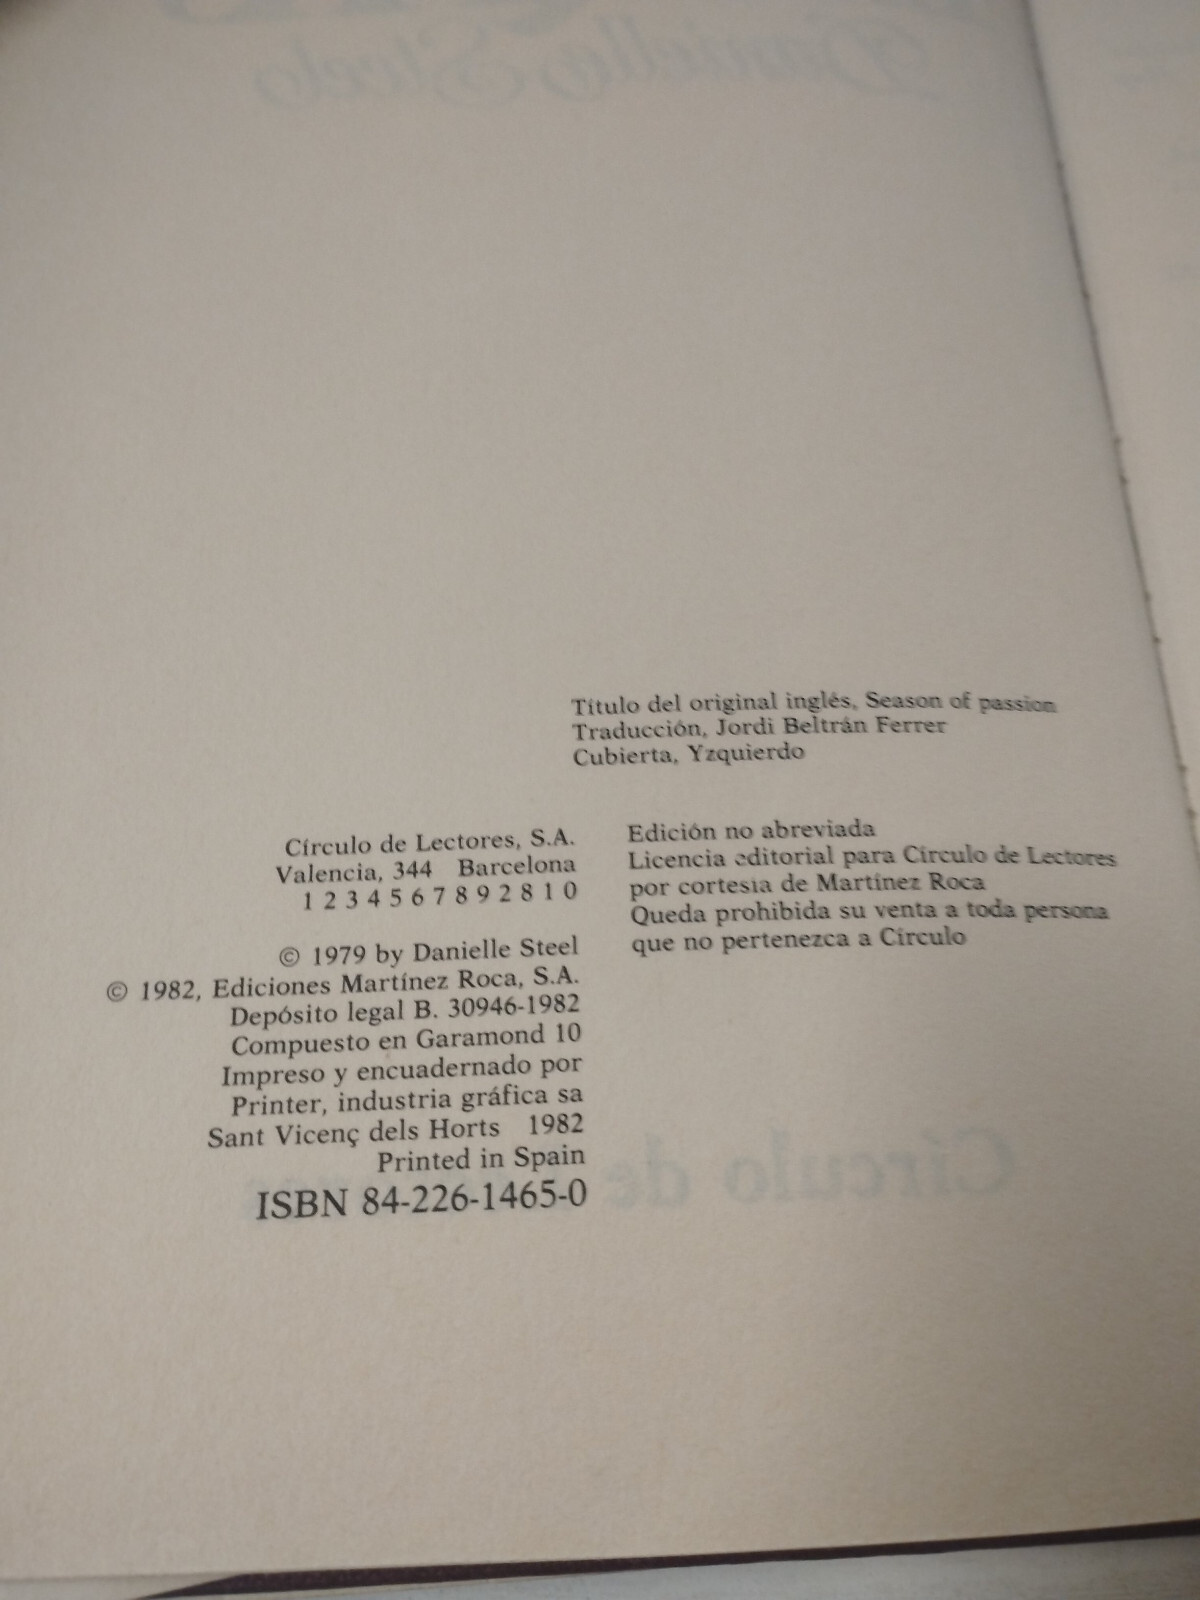 Título del original inglés, Season of passion
Traducción, Jordi Beltrán Ferrer
Cubierta, Yzquierdo
Círculo de Lectores, S.A.
Valencia, 344 Barcelona
1 2 3 4 5 6 7 8 9 2 8 1 0
© 1979 by Danielle Steel
© 1982, Ediciones Martínez Roca, S.A.
Depósito legal B. 30946-1982
Compuesto en Garamond 10
Impreso y encuadernado por
Printer, industria gráfica sa
Sant Vicenç dels Horts 1982
Printed in Spain
ISBN 84-226-1465-0
Edición no abreviada
Licencia editorial para Círculo de Lectores
por cortesía de Martínez Roca
Queda prohibida su venta a toda persona
que no pertenezca a Círculo